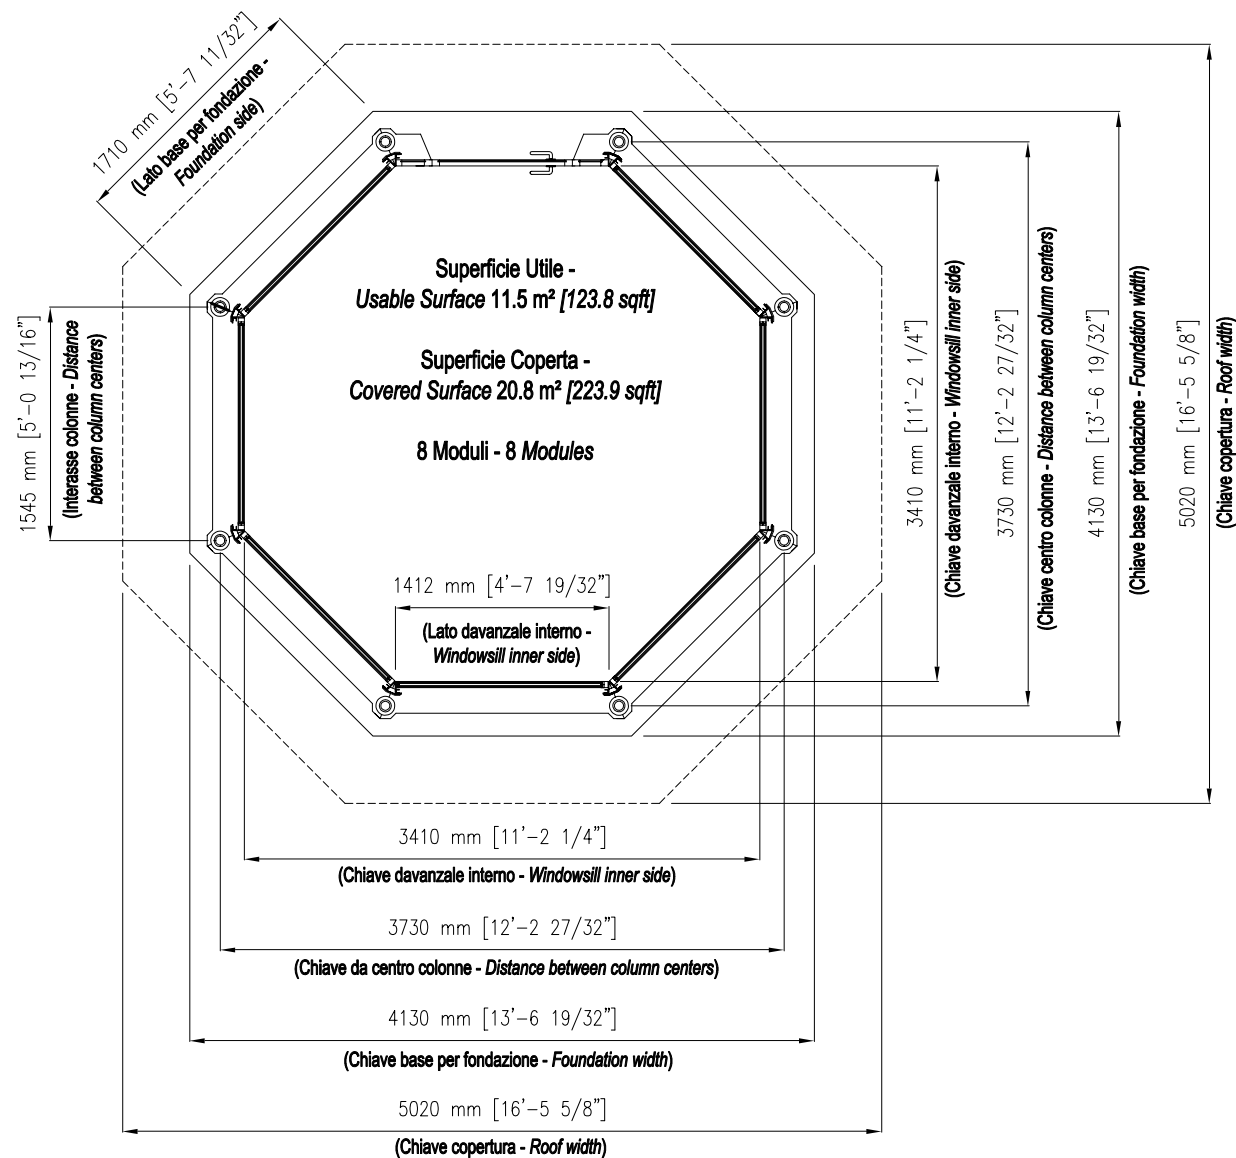 1710 mm [5'-7 11/32"]
(Lato base per fondazione -
Foundation side)
Superficie Utile -
Usable Surface 11.5 m² [123.8 sqft]
Superficie Coperta -
Covered Surface 20.8 m² [223.9 sqft]
8 Moduli - 8 Modules
1545 mm [5'-0 13/16"]
(Interasse colonne - Distance
between column centers)
1412 mm [4'-7 19/32"]
(Lato davanzale interno -
Windowsill inner side)
3410 mm [11'-2 1/4"]
(Chiave davanzale interno - Windowsill inner side)
3730 mm [12'-2 27/32"]
(Chiave centro colonne - Distance between column centers)
4130 mm [13'-6 19/32"]
(Chiave base per fondazione - Foundation width)
5020 mm [16'-5 5/8"]
(Chiave copertura - Roof width)
3410 mm [11'-2 1/4"]
(Chiave davanzale interno - Windowsill inner side)
3730 mm [12'-2 27/32"]
(Chiave da centro colonne - Distance between column centers)
4130 mm [13'-6 19/32"]
(Chiave base per fondazione - Foundation width)
5020 mm [16'-5 5/8"]
(Chiave copertura - Roof width)